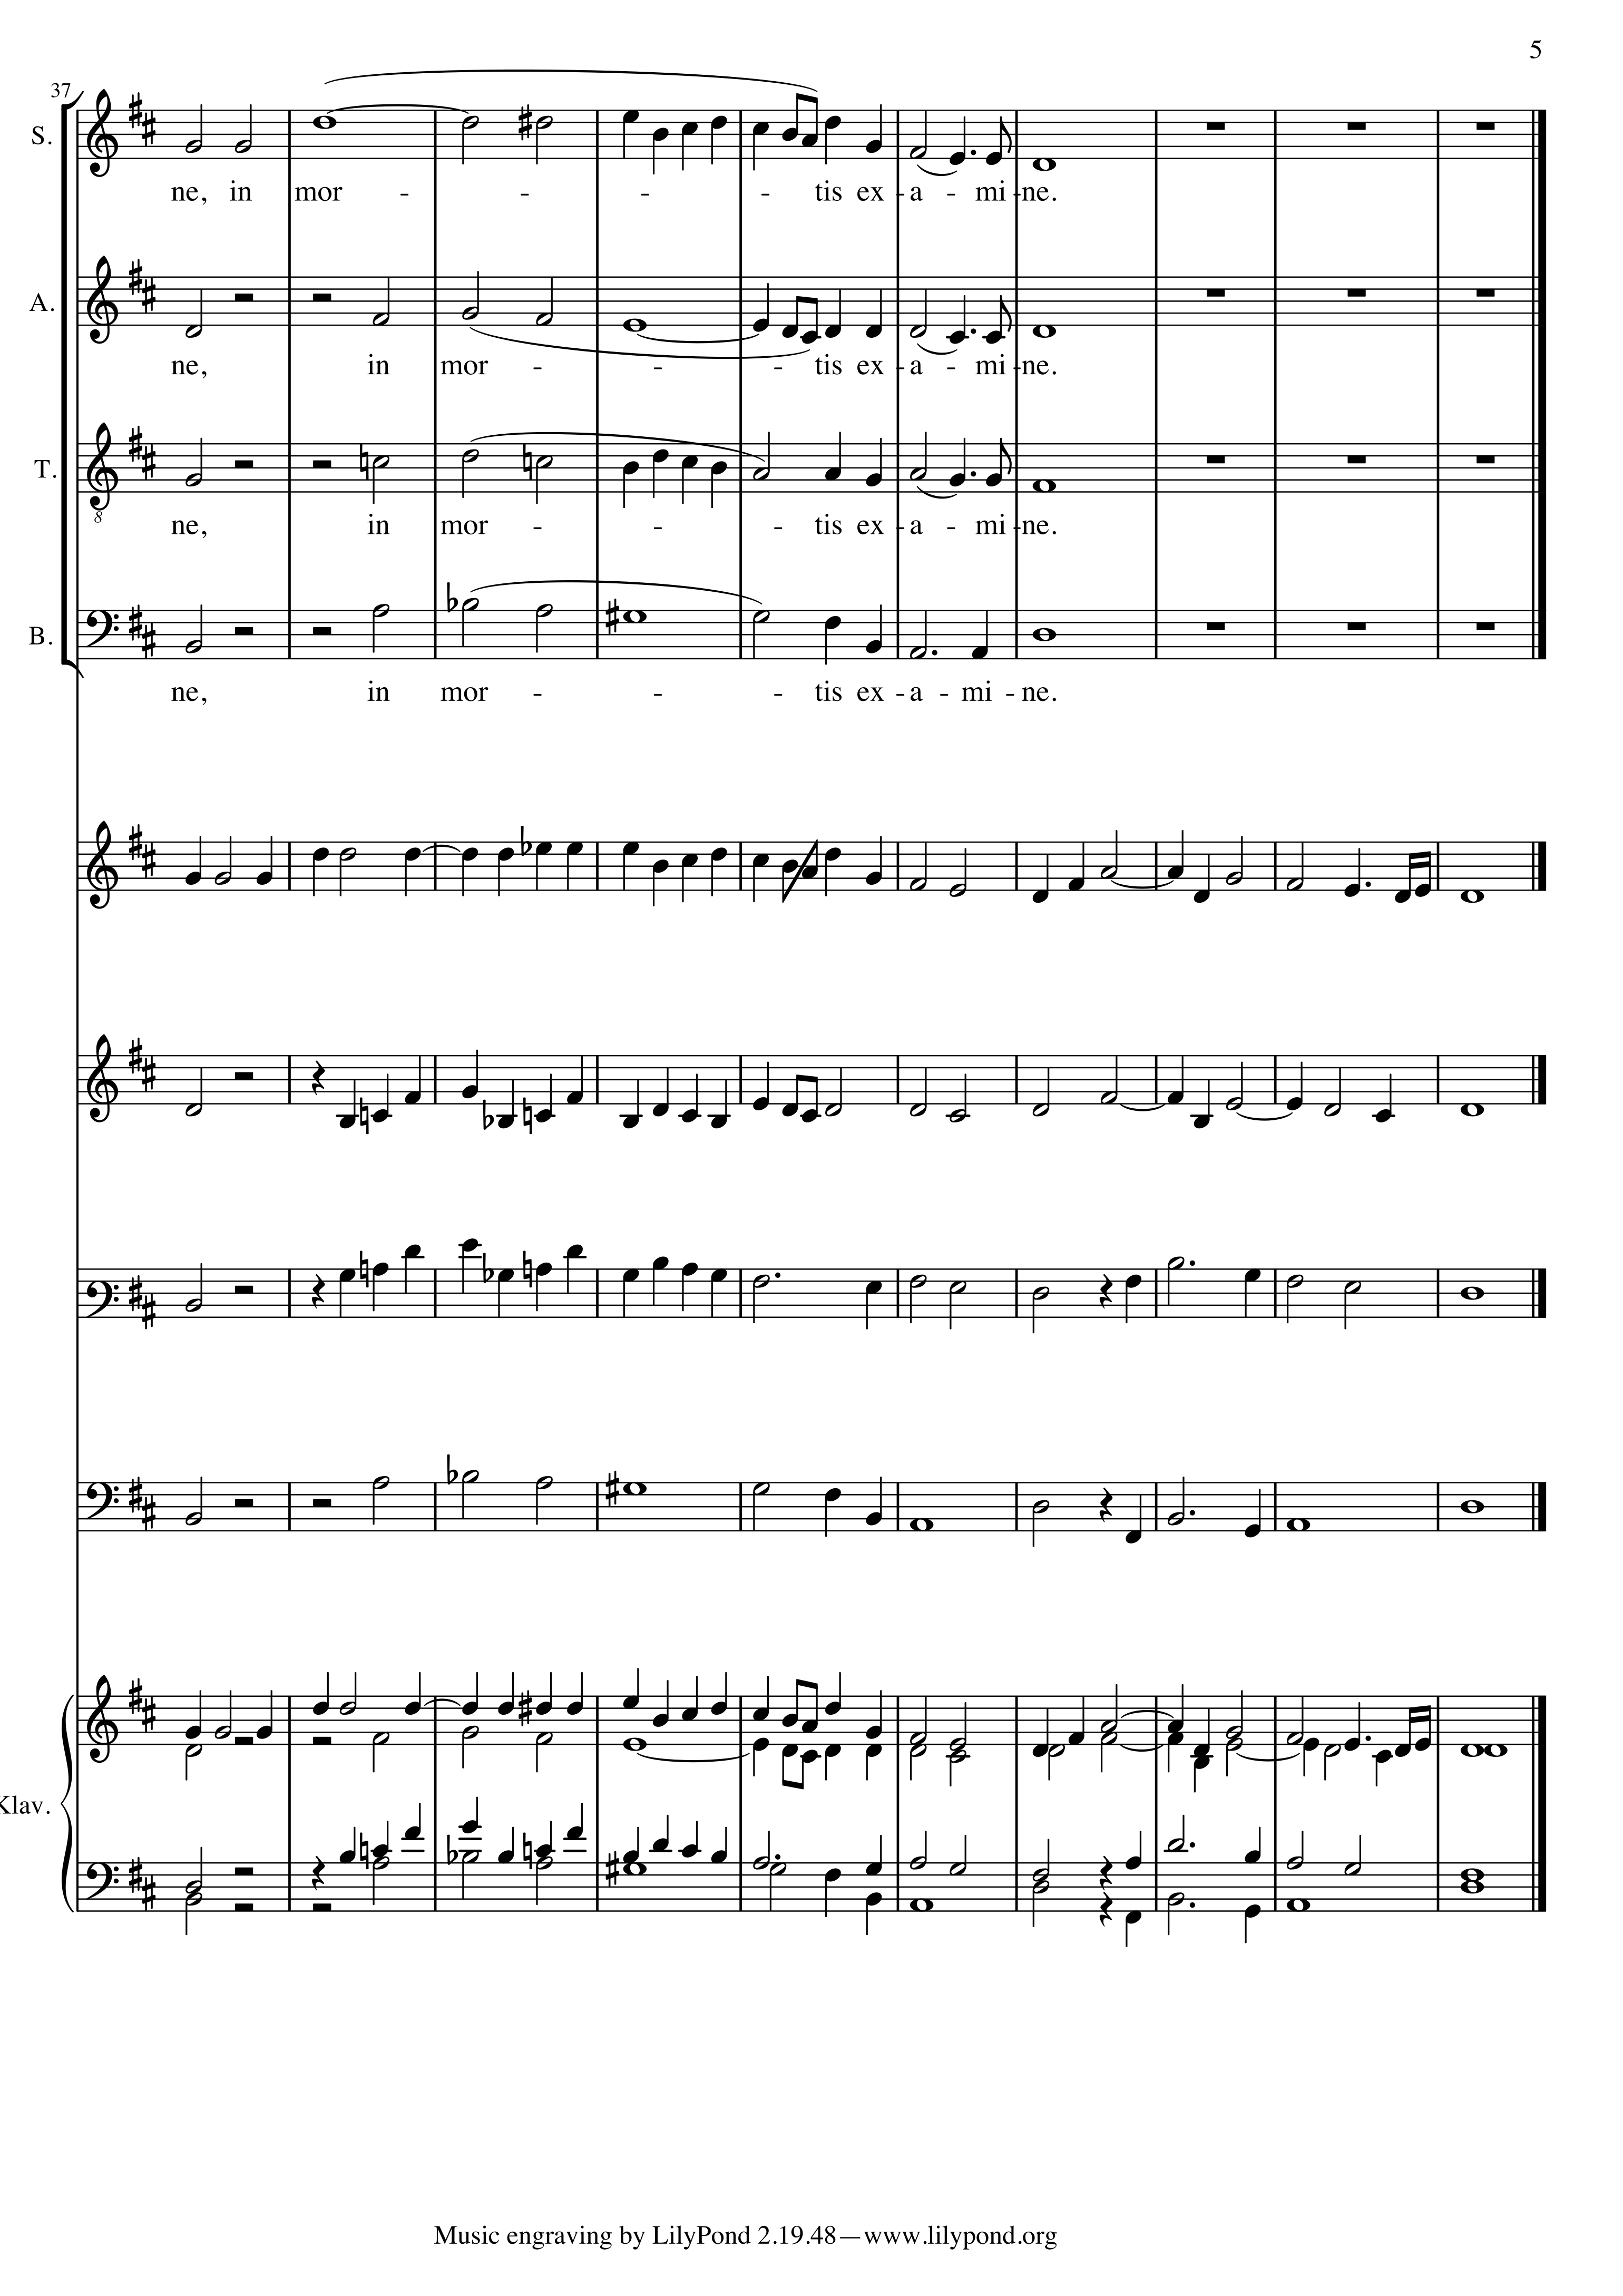 5
37
S.
ne, in mor - - - - tis ex - a - mi - ne.
A.
ne, in mor - - - tis ex - a - mi - ne.
T.
8
ne, in mor - - - tis ex - a - mi - ne.
B.
ne, in mor - - - tis ex - a - mi - ne.
Klav.
Music engraving by LilyPond 2.19.48—www.lilypond.org